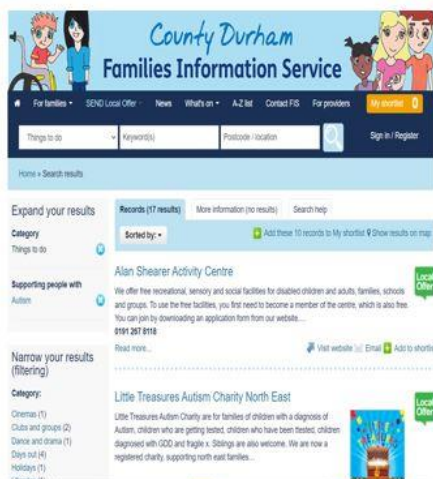 County Durham
Families Information Service
For families
SEND Local Offer
News
What's on
A-Z list
Contact FIS
For providers
My shortlist 0
Things to do
Keyword(s)
Postcode / location
Sign in / Register
Home » Search results
Expand your results
Category
Things to do
Supporting people with
Autism
Narrow your results
(filtering)
Category:
Cinemas (1)
Clubs and groups (2)
Dance and drama (1)
Days out (4)
Holidays (1)
Records (17 results)
More information (no results)
Search help
Sorted by:
Add these 10 records to My shortlist
Show results on map
Alan Shearer Activity Centre
Local
Offer
We offer free recreational, sensory and social facilities for disabled children and adults, families, schools
and groups. To use the free facilities, you first need to become a member of the centre, which is also free.
You can join by downloading an application form from our website....
0191 267 8118
Read more...
Visit website
Email
Add to shortlist
Little Treasures Autism Charity North East
Local
Offer
Little Treasures Autism Charity are for families of children with a diagnosis of
Autism, children who are getting tested, children who have been tested, children
diagnosed with GDD and fragile x. Siblings are also welcome. We are now a
registered charity, supporting north east families...